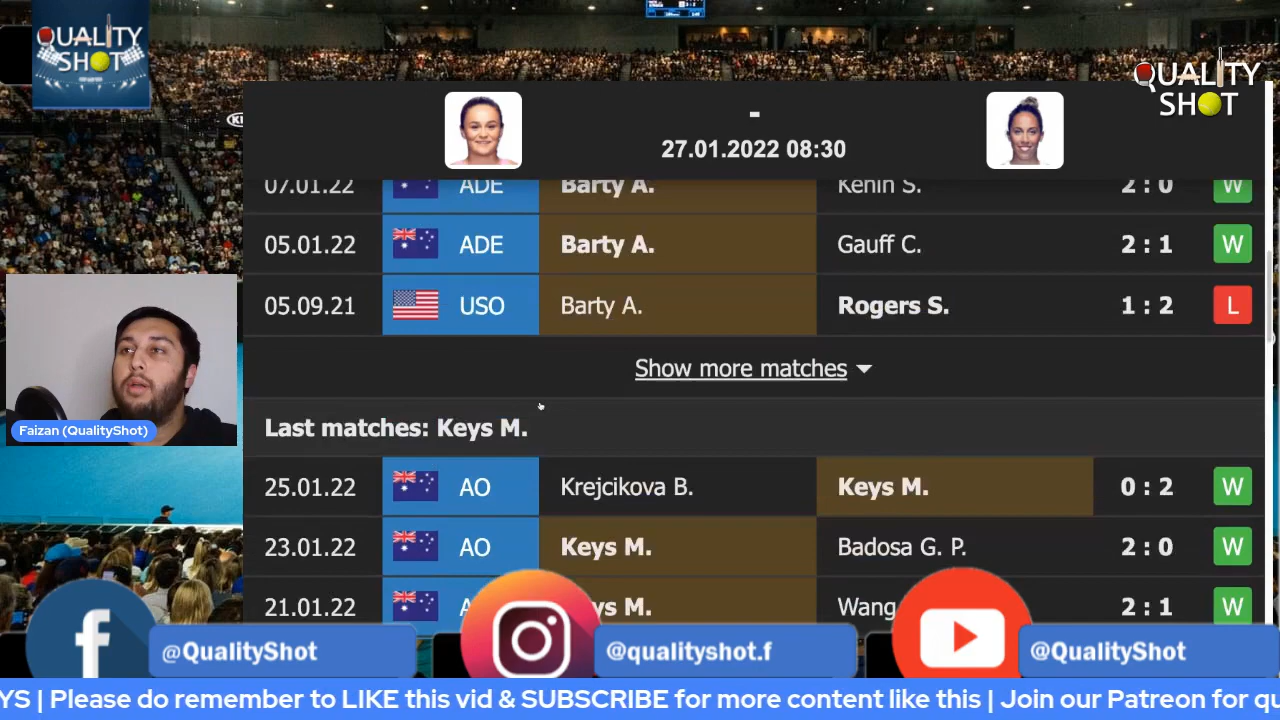 QUALITY
SHOT
QUALITY
SHOT
-
27.01.2022 08:30
07.01.22 ADE Barty A. Kenin S. 2 : 0 W
05.01.22 ADE Barty A. Gauff C. 2 : 1 W
05.09.21 USO Barty A. Rogers S. 1 : 2 L
Show more matches
Last matches: Keys M.
25.01.22 AO Krejcikova B. Keys M. 0 : 2 W
23.01.22 AO Keys M. Badosa G. P. 2 : 0 W
21.01.22 M. Wang 2 : 1 W
Faizan (QualityShot)
@QualityShot
@qualityshot.f
@QualityShot
YS | Please do remember to LIKE this vid & SUBSCRIBE for more content like this | Join our Patreon for qu